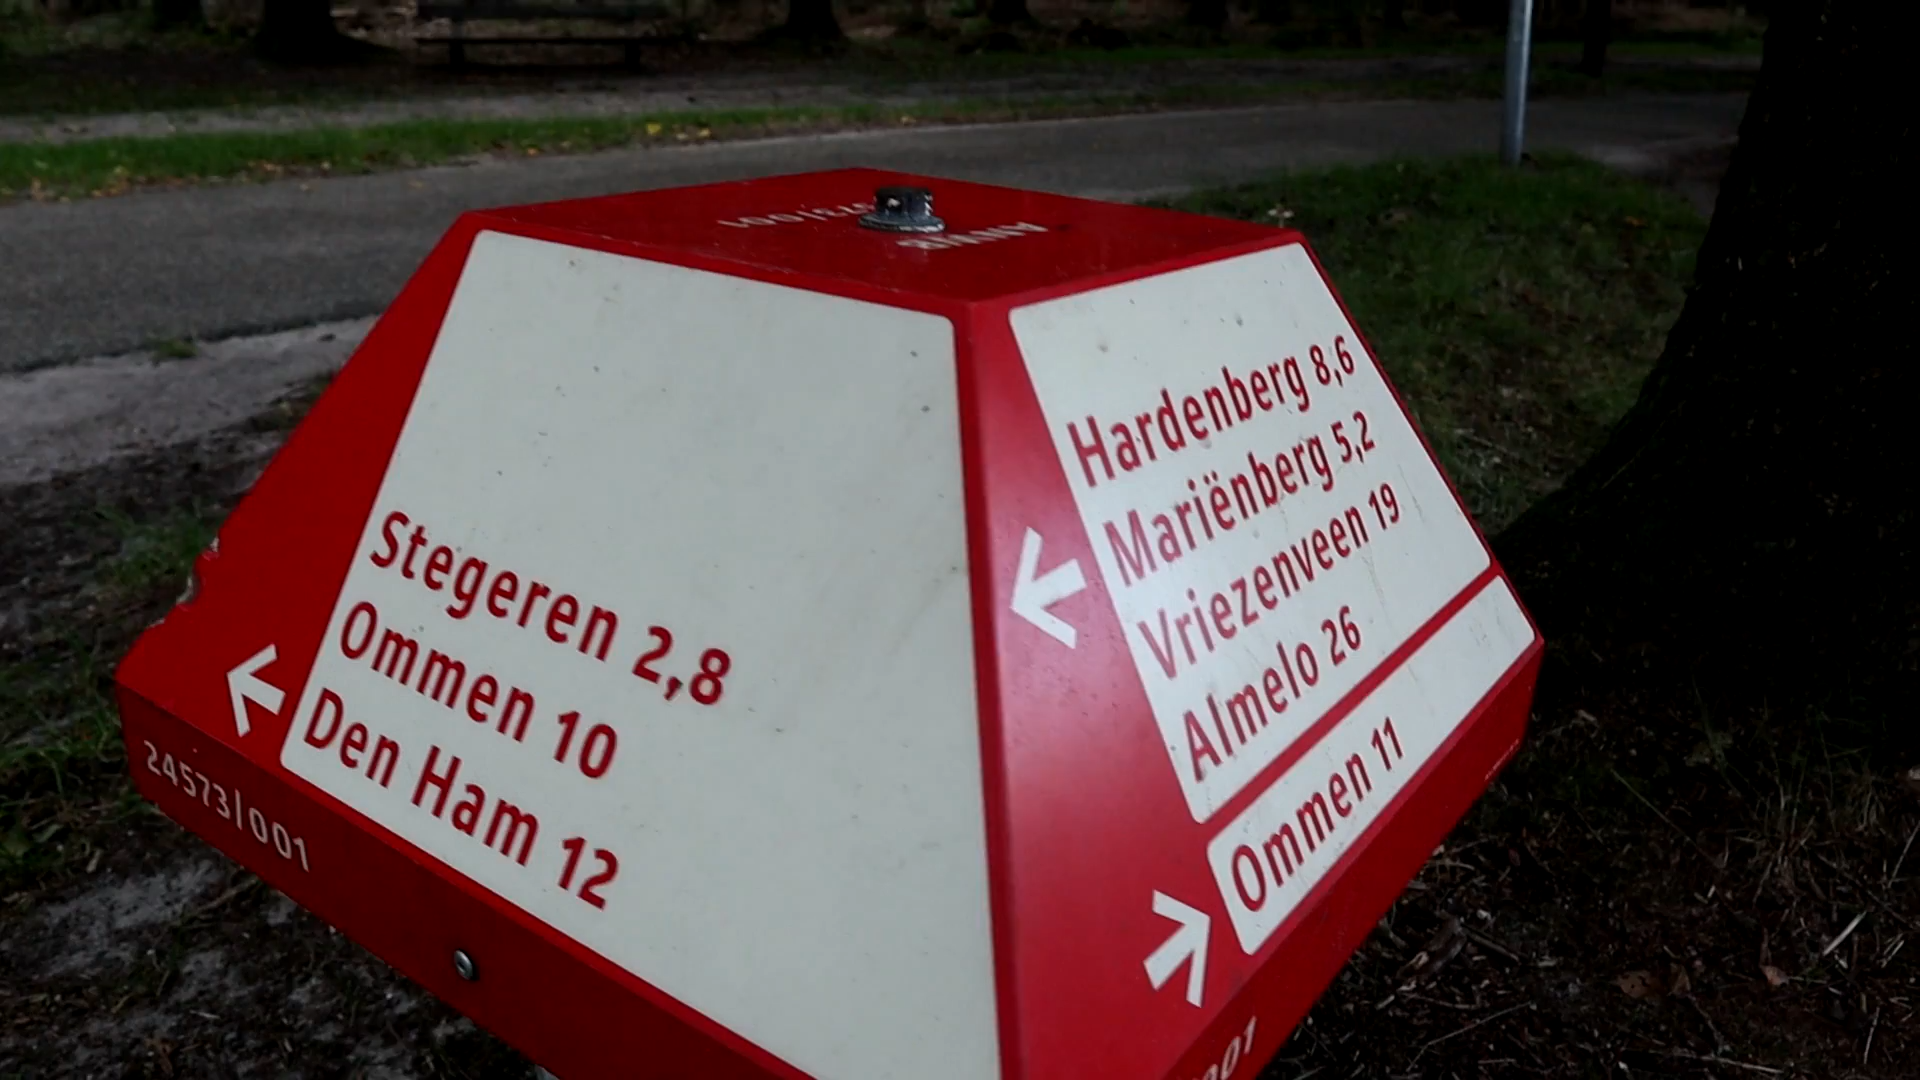 ANWB
Stegeren 2,8
Ommen 10
Den Ham 12
24573|001
Hardenberg 8,6
Mariënberg 5,2
Vriezenveen 19
Almelo 26
Ommen 11